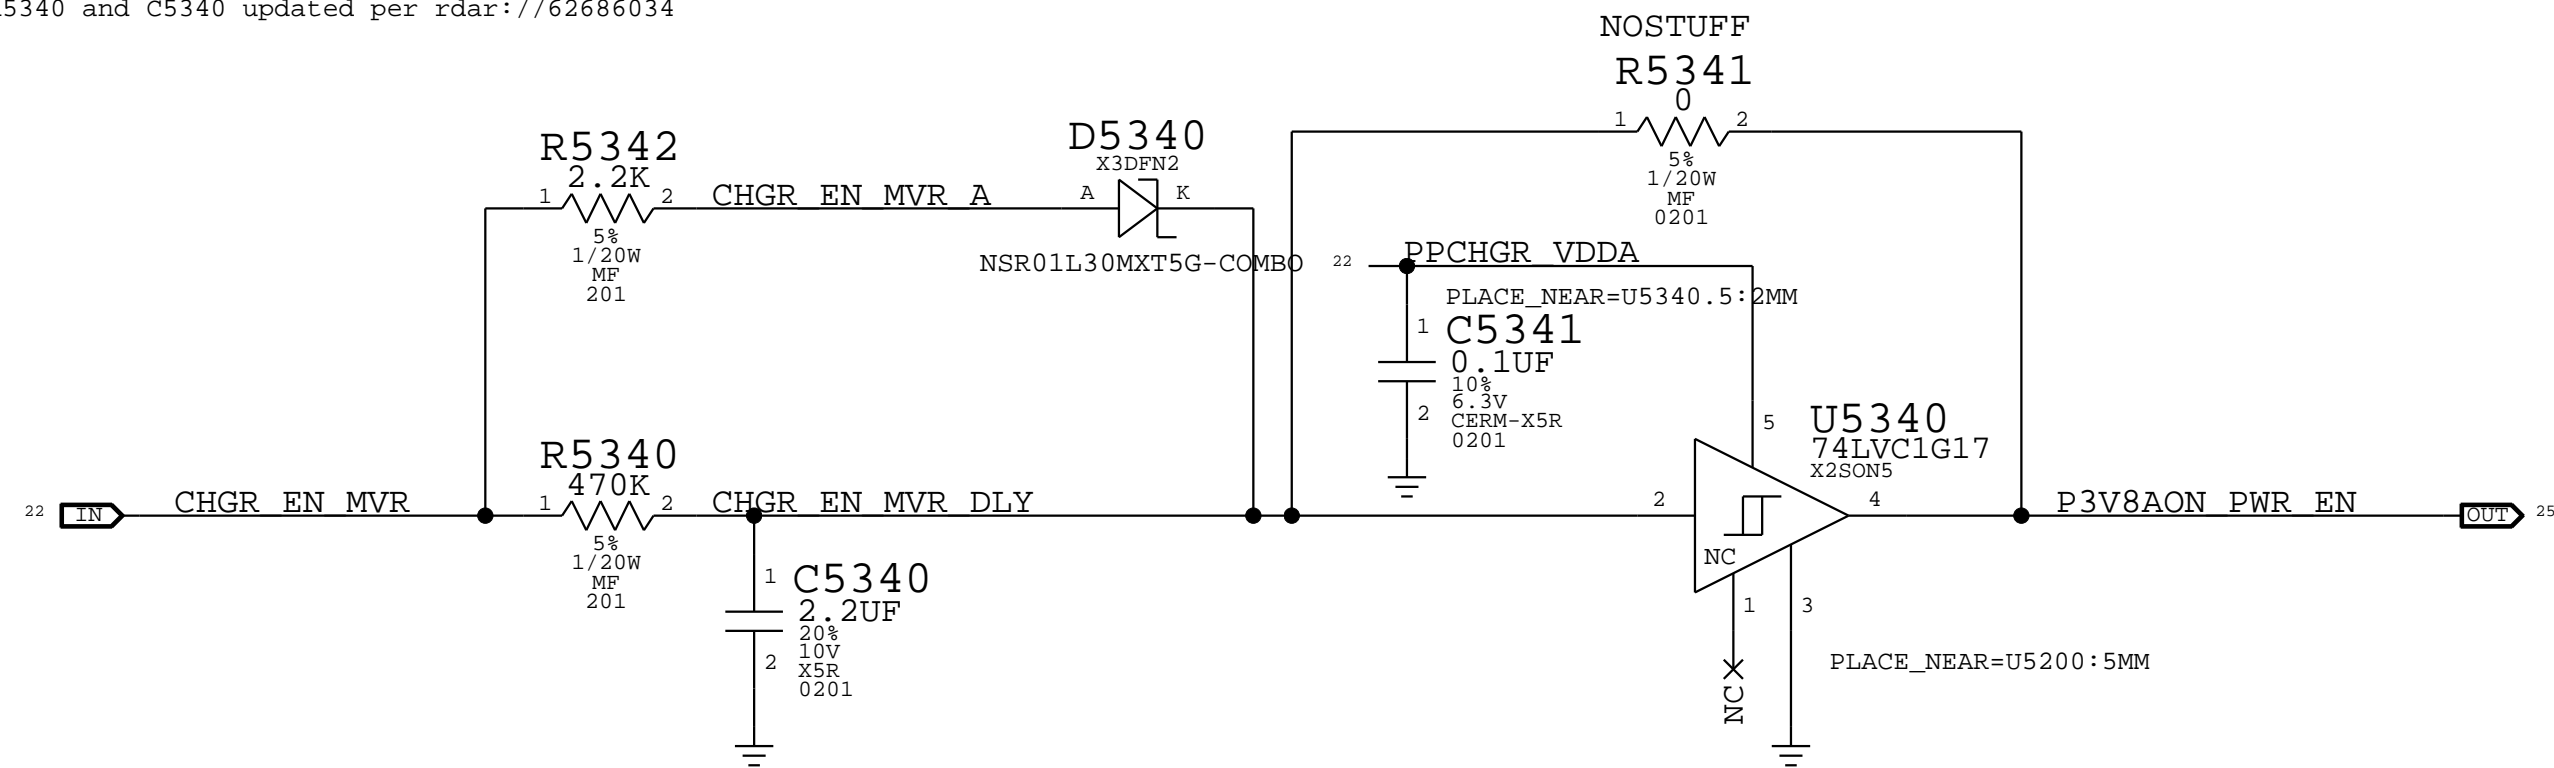 5340 and C5340 updated per rdar://62686034
NOSTUFF
R5341
0
1
2
5%
1/20W
MF
0201
R5342
2.2K
1
2
5%
1/20W
MF
201
CHGR_EN_MVR_A
D5340
X3DFN2
A
K
NSR01L30MXT5G-COMBO
22
PPCHGR_VDDA
PLACE_NEAR=U5340.5:2MM
1
C5341
0.1UF
10%
6.3V
CERM-X5R
0201
2
5
U5340
74LVC1G17
X2SON5
R5340
470K
1
2
5%
1/20W
MF
201
22
IN
CHGR_EN_MVR
CHGR_EN_MVR_DLY
2
4
P3V8AON_PWR_EN
OUT
25
NC
1
3
NC
PLACE_NEAR=U5200:5MM
1
C5340
2.2UF
20%
10V
X5R
0201
2